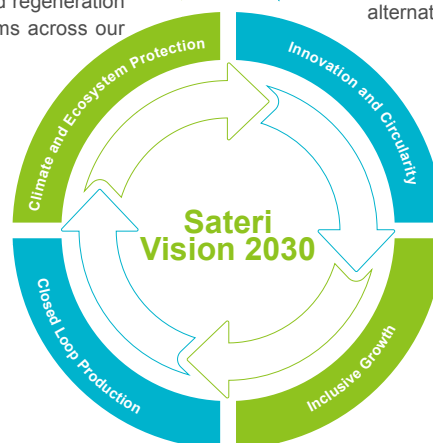 d regeneration
ms across our
alternat
Climate and Ecosystem Protection
Innovation and Circularity
Sateri
Vision 2030
Closed Loop Production
Inclusive Growth